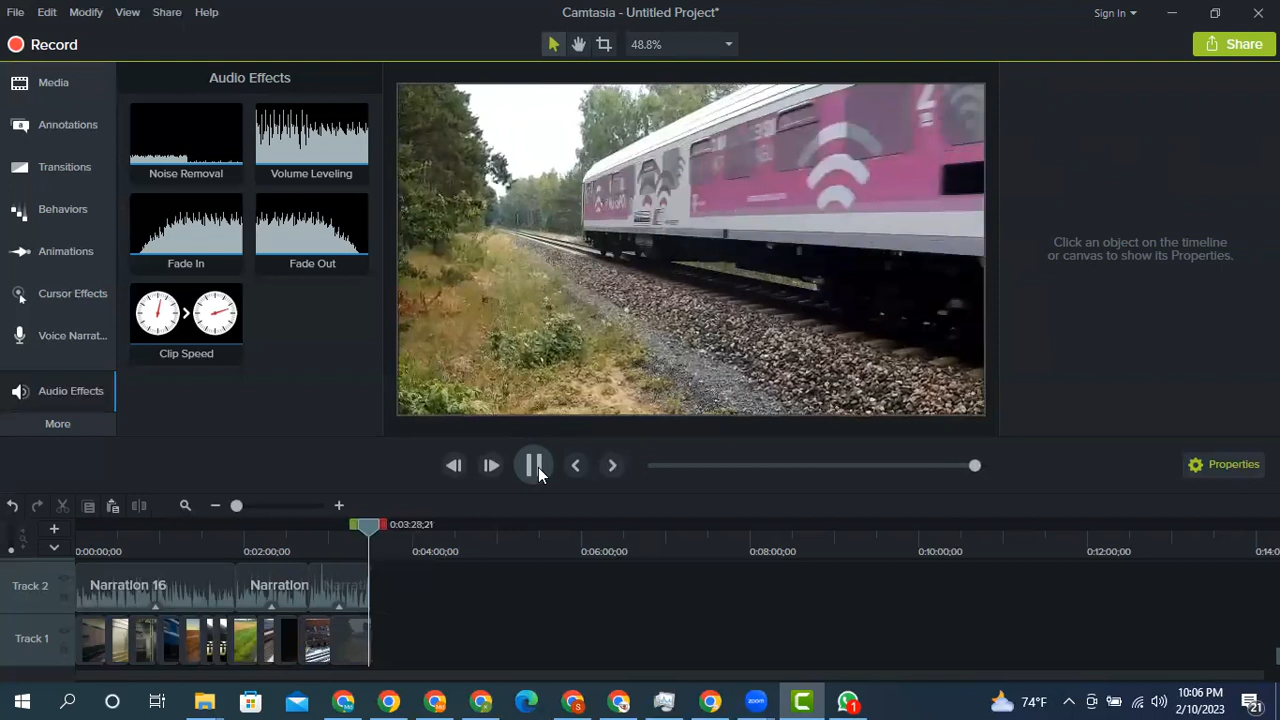 File Edit Modify View Share Help
Camtasia - Untitled Project*
Sign In
Record
48.8%
Share
Media
Annotations
Transitions
Behaviors
Animations
Cursor Effects
Voice Narrat...
Audio Effects
More
Audio Effects
Noise Removal
Volume Leveling
Fade In
Fade Out
Clip Speed
Click an object on the timeline
or canvas to show its Properties.
Properties
0:03:28;21
0:00:00;00
0:02:00;00
0:04:00;00
0:06:00;00
0:08:00;00
0:10:00;00
0:12:00;00
Track 2
Narration 16
Narration
Track 1
74°F
10:06 PM
2/10/2023
21
1